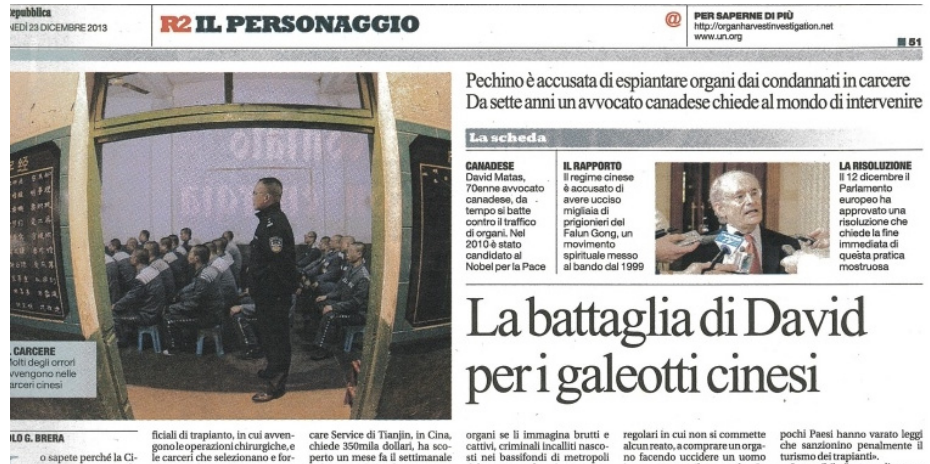 Repubblica
NEDÌ 23 DICEMBRE 2013
R2 IL PERSONAGGIO
@
PER SAPERNE DI PIÙ
http://organharvestinvestigation.net
www.un.org
51
Pechino è accusata di espiantare organi dai condannati in carcere
Da sette anni un avvocato canadese chiede al mondo di intervenire
La scheda
CANADESE
David Matas,
70enne avvocato
canadese, da
tempo si batte
contro il traffico
di organi. Nel
2010 è stato
candidato al
Nobel per la Pace
IL RAPPORTO
Il regime cinese
è accusato di
avere ucciso
migliaia di
prigionieri del
Falun Gong, un
movimento
spirituale messo
al bando dal 1999
LA RISOLUZIONE
Il 12 dicembre il
Parlamento
europeo ha
approvato una
risoluzione che
chiede la fine
immediata di
questa pratica
mostruosa
La battaglia di David
per i galeotti cinesi
CARCERE
Molti degli orrori
avvengono nelle
carceri cinesi
OLO G. BRERA
o sapete perché la Ci-
ficiali di trapianto, in cui avven-
gono le operazioni chirurgiche, e
le carceri che selezionano e for-
care Service di Tianjin, in Cina,
chiede 350mila dollari, ha sco-
perto un mese fa il settimanale
organi se li immagina brutti e
cattivi, criminali incalliti nasco-
sti nei bassifondi di metropoli
regolari in cui non si commette
alcun reato, a comprare un orga-
no facendo uccidere un uomo
pochi Paesi hanno varato leggi
che sanzionino penalmente il
turismo dei trapianti».